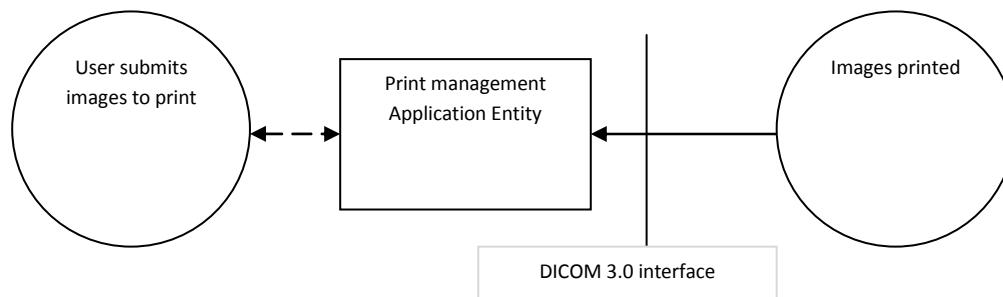 User submits
images to print
Print management
Application Entity
Images printed
DICOM 3.0 interface